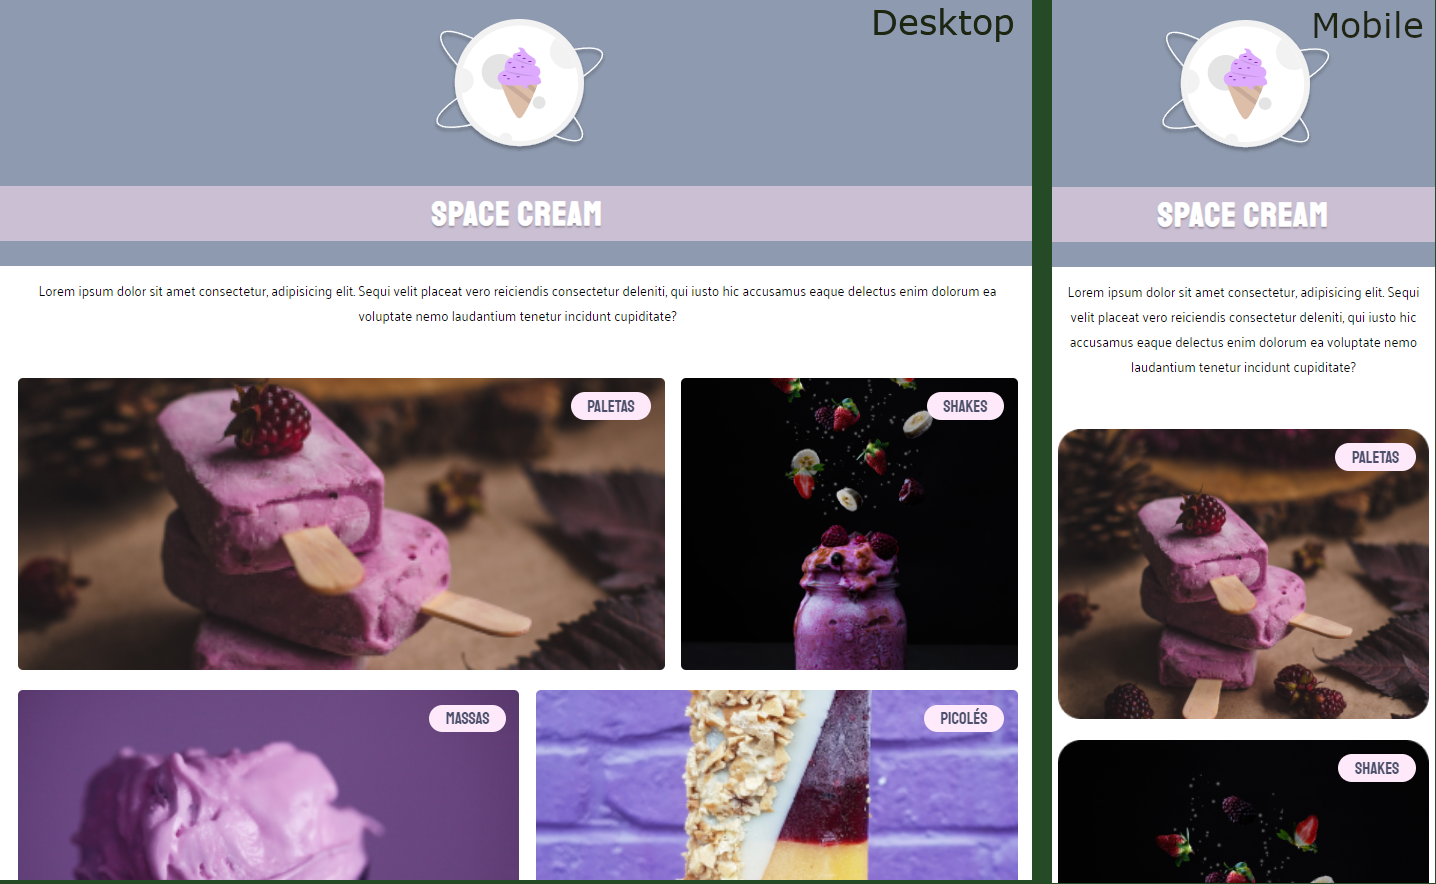 Desktop
SPACE CREAM
Lorem ipsum dolor sit amet consectetur, adipisicing elit. Sequi velit placeat vero reiciendis consectetur deleniti, qui iusto hic accusamus eaque delectus enim dolorum ea
voluptate nemo laudantium tenetur incidunt cupiditate?
PALETAS
SHAKES
MASSAS
PICOLÉS
Mobile
SPACE CREAM
Lorem ipsum dolor sit amet consectetur, adipisicing elit. Sequi
velit placeat vero reiciendis consectetur deleniti, qui iusto hic
accusamus eaque delectus enim dolorum ea voluptate nemo
laudantium tenetur incidunt cupiditate?
PALETAS
SHAKES